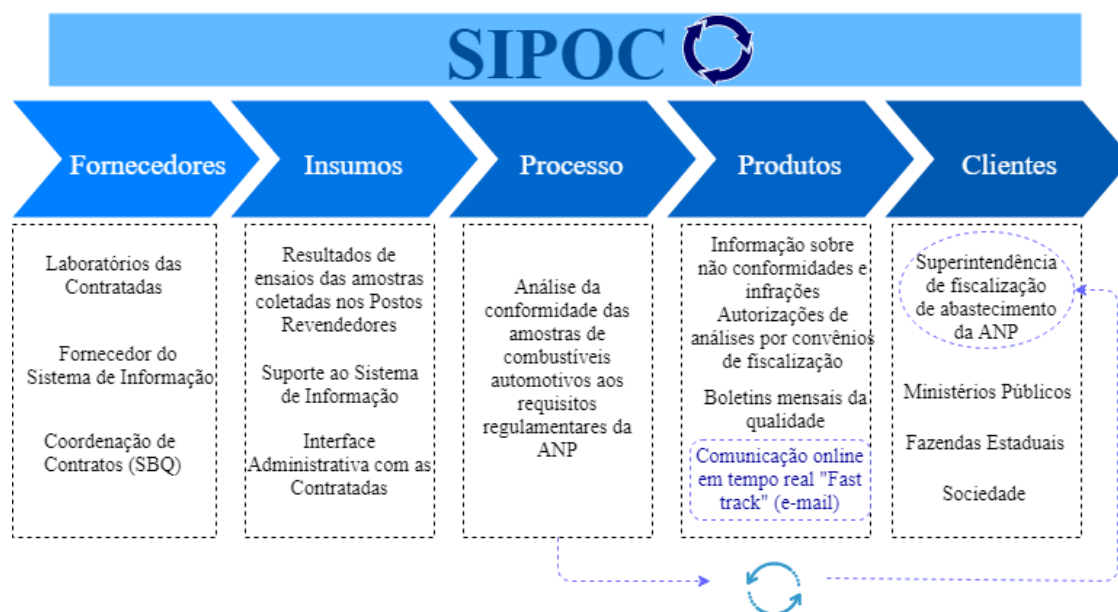 SIPOC
Fornecedores
Insumos
Processo
Produtos
Clientes
Laboratórios das
Contratadas
Fornecedor do
Sistema de Informação
Coordenação de
Contratos (SBQ)
Resultados de
ensaios das amostras
coletadas nos Postos
Revendedores
Suporte ao Sistema
de Informação
Interface
Administrativa com as
Contratadas
Análise da
conformidade das
amostras de
combustíveis
automotivos aos
requisitos
regulamentares da
ANP
Informação sobre
não conformidades e
infrações
Autorizações de
análises por convênios
de fiscalização
Boletins mensais da
qualidade
Comunicação online
em tempo real "Fast
track" (e-mail)
Superintendência
de fiscalização
de abastecimento
da ANP
Ministérios Públicos
Fazendas Estaduais
Sociedade